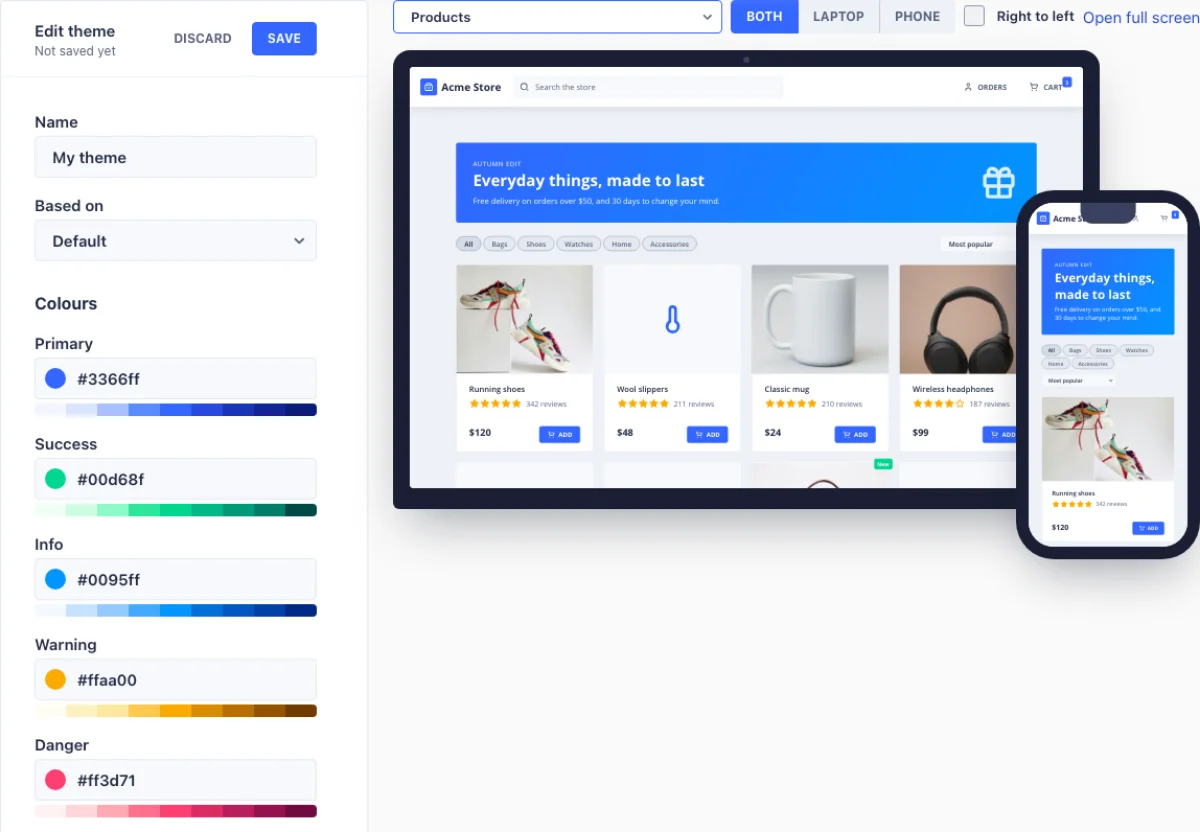 Edit theme
Not saved yet
DISCARD
SAVE
Name
My theme
Based on
Default
Colours
Primary
#3366ff
Success
#00d68f
Info
#0095ff
Warning
#ffaa00
Danger
#ff3d71
Products
BOTH
LAPTOP
PHONE
Right to left
Open full screen
Acme Store
Search the store
ORDERS
CART
3
AUTUMN EDIT
Everyday things, made to last
Free delivery on orders over $50, and 30 days to change your mind.
All
Bags
Shoes
Watches
Home
Accessories
Most popular
Running shoes
342 reviews
$120
ADD
Wool slippers
211 reviews
$48
ADD
Classic mug
210 reviews
$24
ADD
Wireless headphones
187 reviews
$99
ADD
New
Acme S
AUTUMN EDIT
Everyday things,
made to last
Free delivery on orders over $50, and
30 days to change your mind.
All
Bags
Shoes
Watches
Home
Accessories
Most popular
Running shoes
342 reviews
$120
ADD